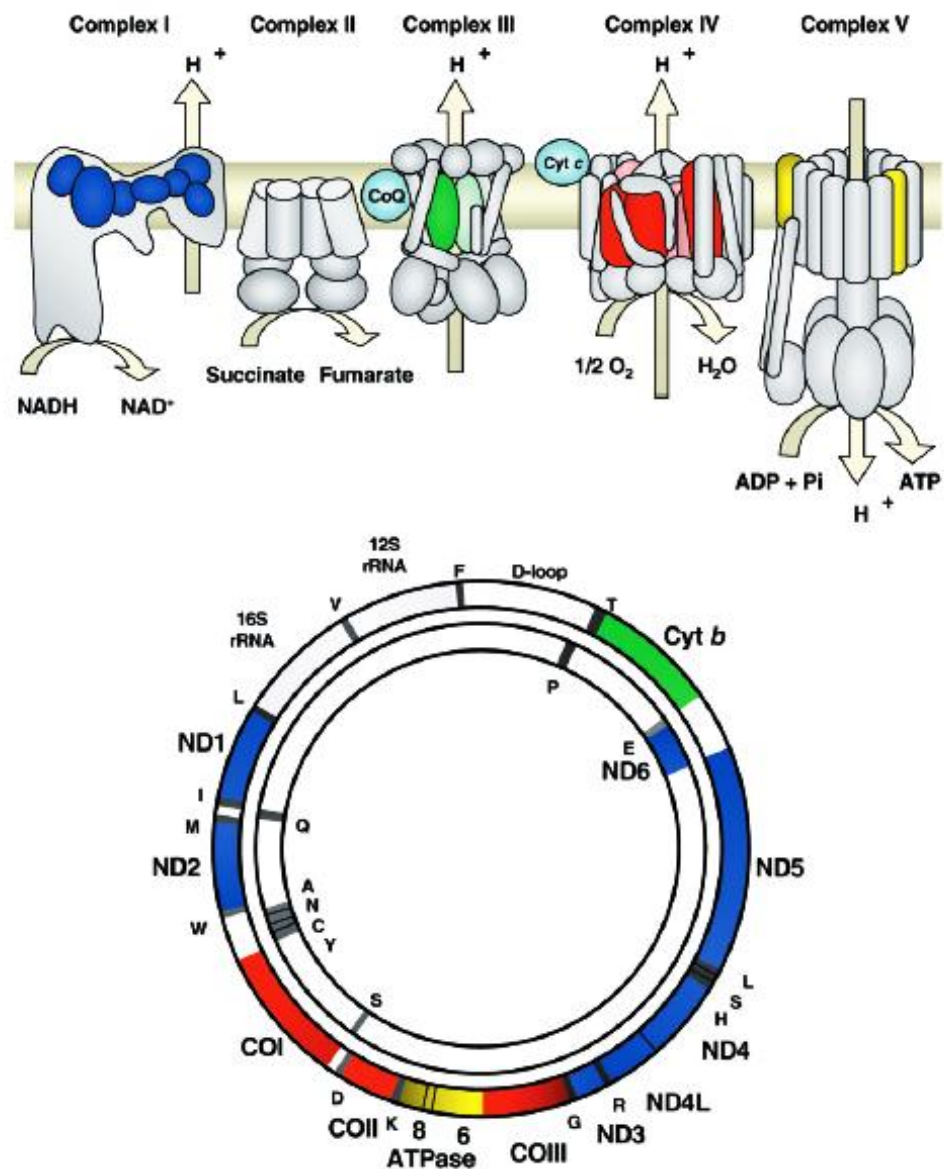 Complex I Complex II Complex III Complex IV Complex V
H + H + H +
CoQ Cyt c
Succinate Fumarate 1/2 O₂ H₂O
NADH NAD⁺
ADP + Pi ATP
H +
12S
rRNA
F D-loop
V T
16S
rRNA
Cyt b
P
L
E
ND1 ND6
I
M Q
ND2 ND5
A
N
W C
Y
L
S S
H
COI ND4
D R ND4L
COII K 8 6 COIII G ND3
ATPase